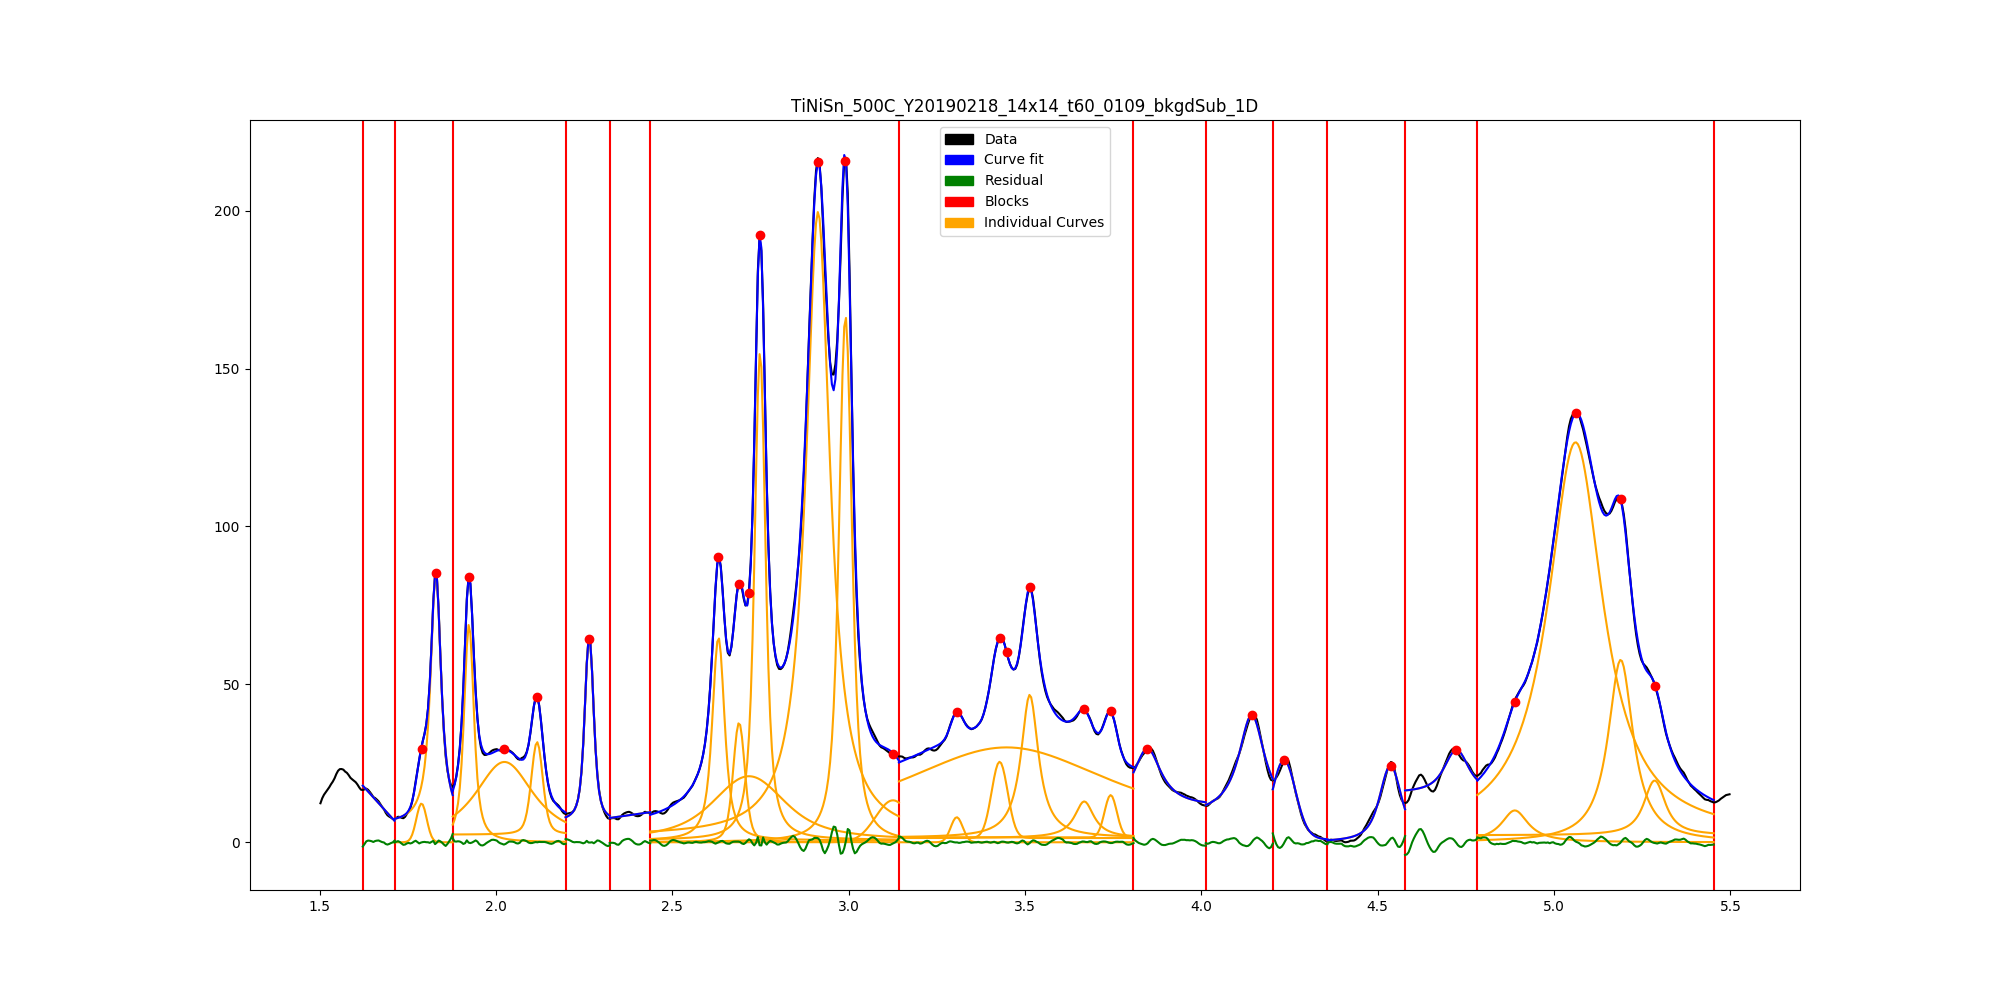 TiNiSn_500C_Y20190218_14x14_t60_0109_bkgdSub_1D
Data
Curve fit
Residual
Blocks
Individual Curves
200
150
100
50
0
1.5 2.0 2.5 3.0 3.5 4.0 4.5 5.0 5.5